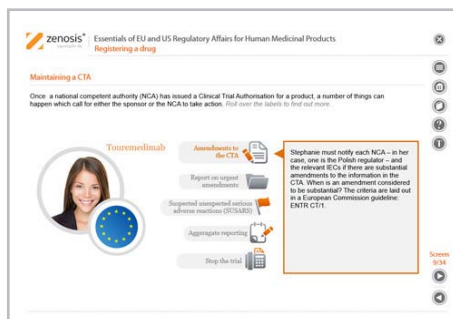 zenosis
Essentials of EU and US Regulatory Affairs for Human Medicinal Products
Registering a drug
Maintaining a CTA
Once a national competent authority (NCA) has issued a Clinical Trial Authorisation for a product, a number of things can
happen which call for either the sponsor or the NCA to take action. Roll over the labels to find out more.
Touremedimab
Amendments to
the CTA
Report on urgent
amendments
Suspected unexpected serious
adverse reactions (SUSARS)
Aggragate reporting
Stop the trial
Stephanie must notify each NCA – in her
case, one is the Polish regulator – and
the relevant IECs if there are substantial
amendments to the information in the
CTA. When is an amendment considered
to be substantial? The criteria are laid out
in a European Commission guideline:
ENTR CT/1.
Screen
9/34